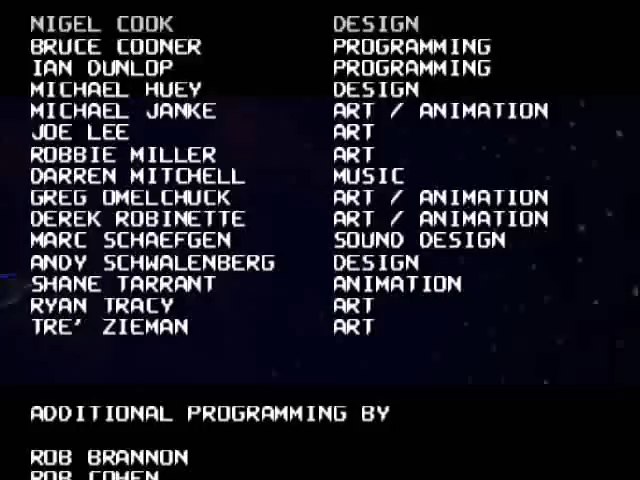 NIGEL COOK DESIGN
BRUCE COONER PROGRAMMING
IAN DUNLOP PROGRAMMING
MICHAEL HUEY DESIGN
MICHAEL JANKE ART / ANIMATION
JOE LEE ART
ROBBIE MILLER ART
DARREN MITCHELL MUSIC
GREG OMELCHUCK ART / ANIMATION
DEREK ROBINETTE ART / ANIMATION
MARC SCHAEFGEN SOUND DESIGN
ANDY SCHWALENBERG DESIGN
SHANE TARRANT ANIMATION
RYAN TRACY ART
TRE' ZIEMAN ART
ADDITIONAL PROGRAMMING BY
ROB BRANNON
ROB COHEN